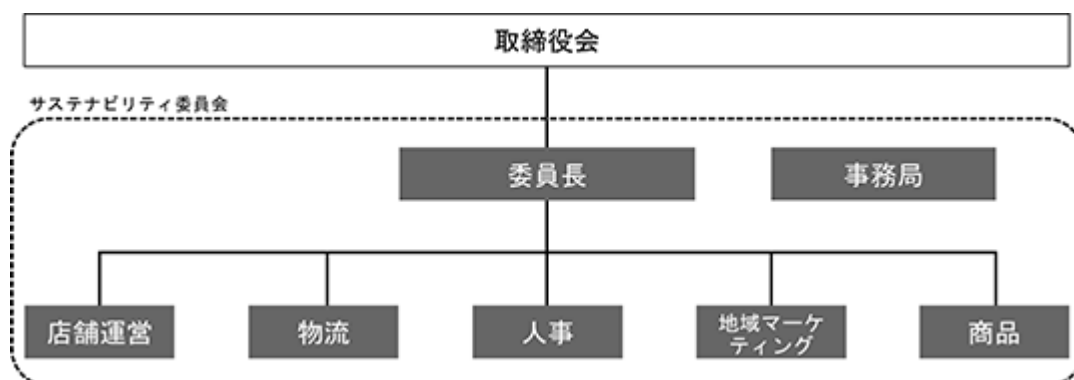 取締役会
サステナビリティ委員会
委員長
事務局
店舗運営
物流
人事
地域マーケ
ティング
商品